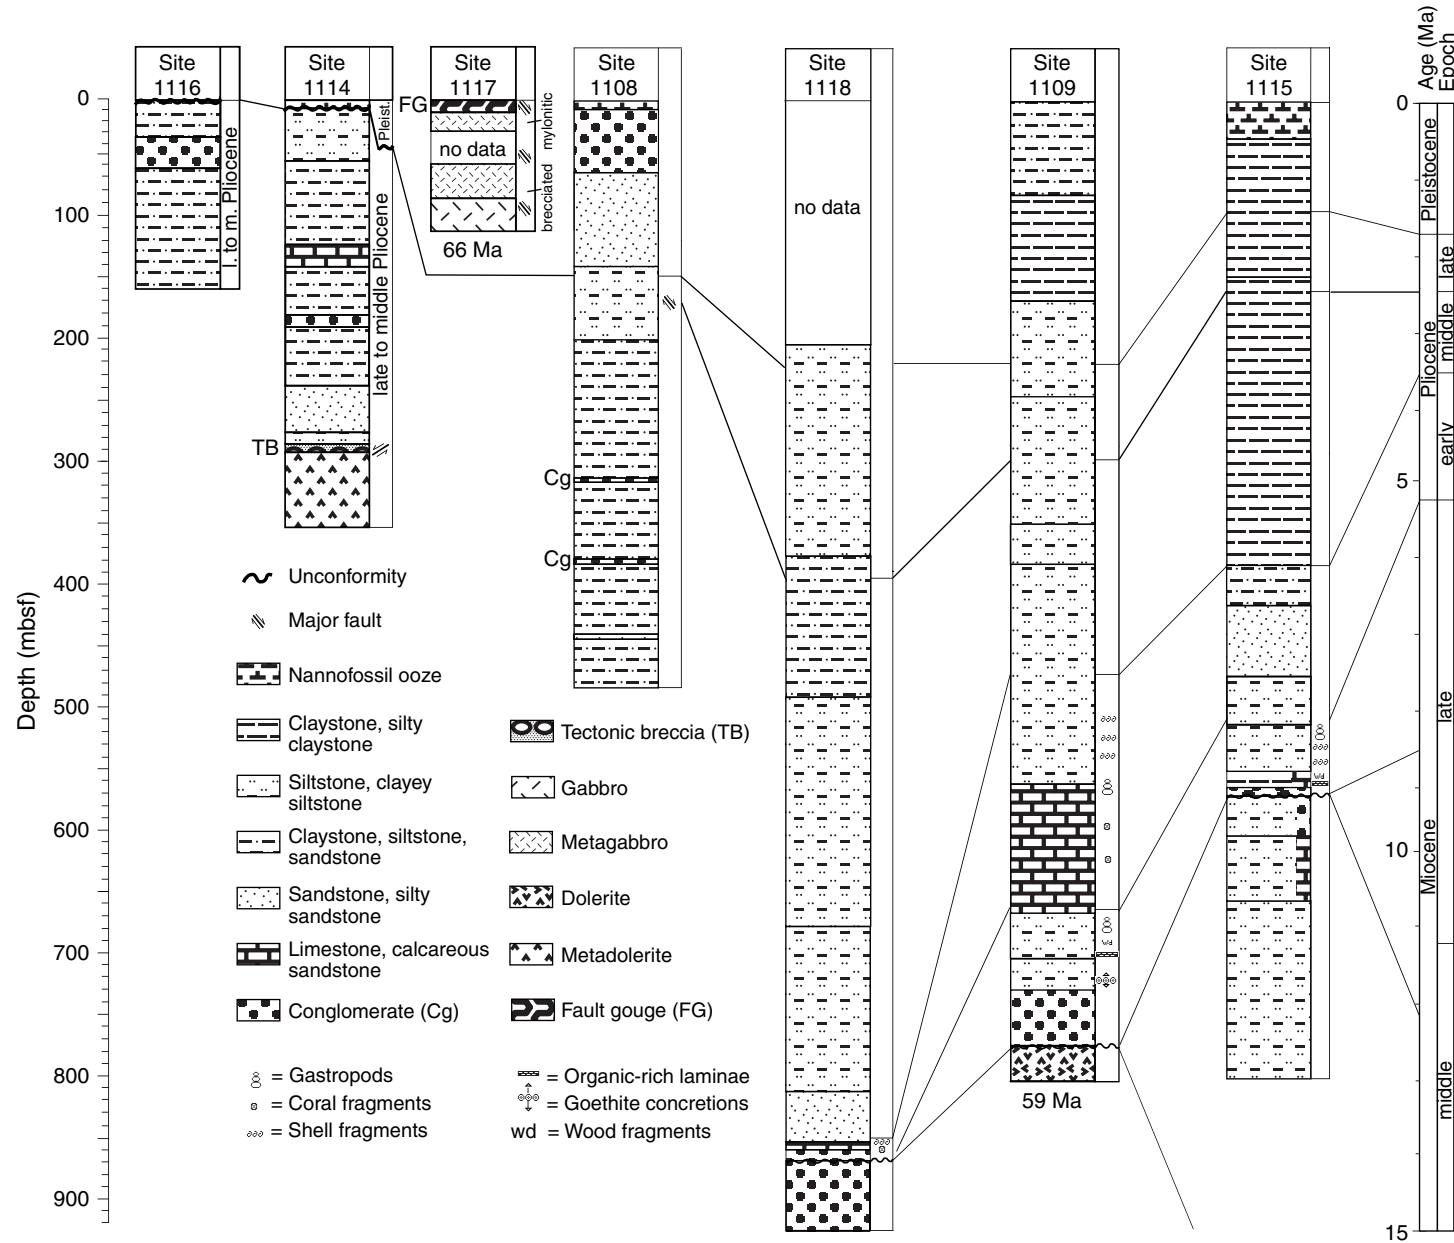 Site
1116
Site
1114
Site
1117
Site
1108
Site
1118
Site
1109
Site
1115
Age (Ma)
Epoch
Depth (mbsf)
0
100
200
300
400
500
600
700
800
900
l. to m. Pliocene
Pleist.
late to middle Pliocene
TB
FG
no data
mylonitic
brecciated
66 Ma
Cg
Cg
no data
59 Ma
wd
wd
0
5
10
15
Pleistocene
Pliocene
late
middle
early
Miocene
late
middle
Unconformity
Major fault
Nannofossil ooze
Claystone, silty
claystone
Siltstone, clayey
siltstone
Claystone, siltstone,
sandstone
Sandstone, silty
sandstone
Limestone, calcareous
sandstone
Conglomerate (Cg)
Tectonic breccia (TB)
Gabbro
Metagabbro
Dolerite
Metadolerite
Fault gouge (FG)
= Gastropods
= Coral fragments
= Shell fragments
= Organic-rich laminae
= Goethite concretions
wd = Wood fragments